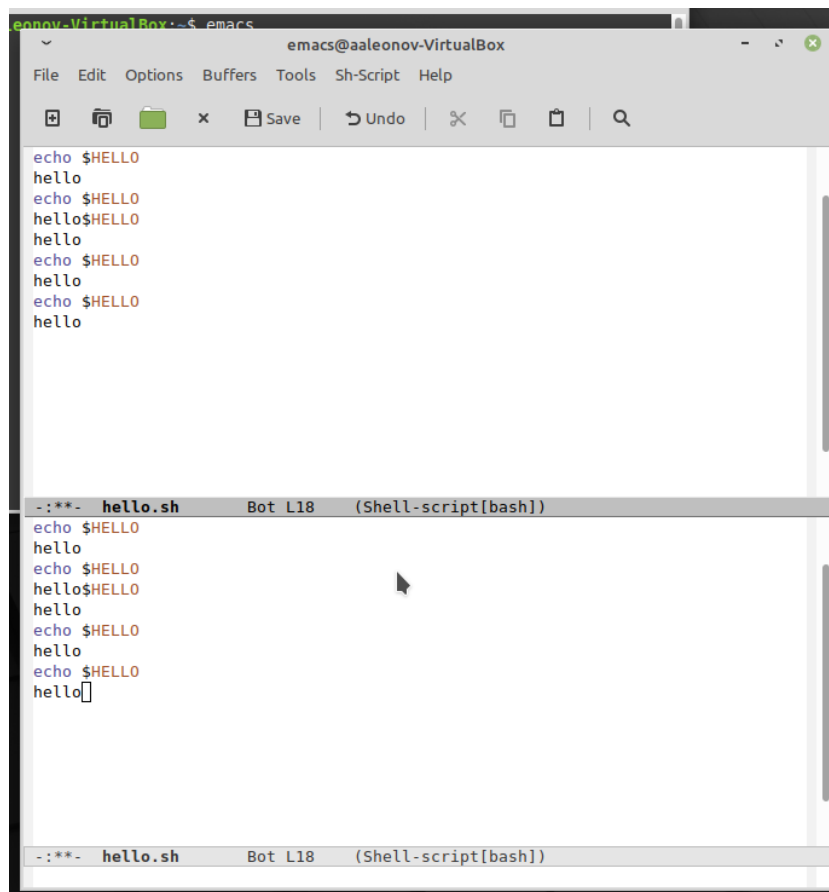 eonov-VirtualBox:~$ emacs
emacs@aaleonov-VirtualBox
File Edit Options Buffers Tools Sh-Script Help
Save Undo
echo $HELLO
hello
echo $HELLO
hello$HELLO
hello
echo $HELLO
hello
echo $HELLO
hello
-:**- hello.sh Bot L18 (Shell-script[bash])
echo $HELLO
hello
echo $HELLO
hello$HELLO
hello
echo $HELLO
hello
echo $HELLO
hello
-:**- hello.sh Bot L18 (Shell-script[bash])